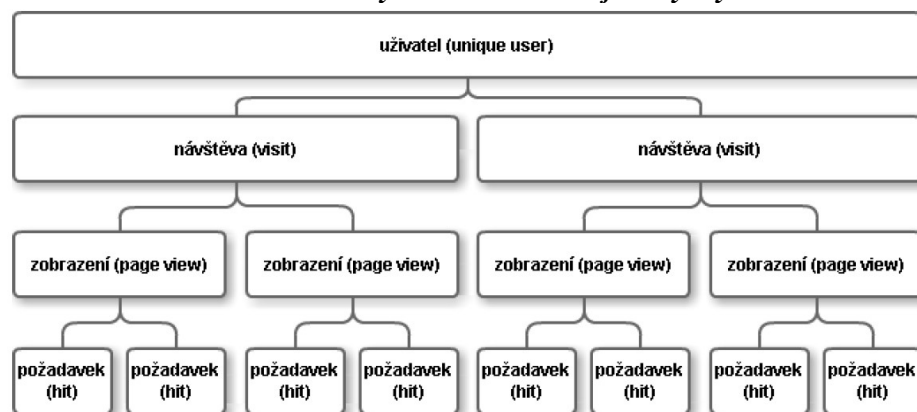 uživatel (unique user)
návštěva (visit)
návštěva (visit)
zobrazení (page view)
zobrazení (page view)
zobrazení (page view)
zobrazení (page view)
požadavek
(hit)
požadavek
(hit)
požadavek
(hit)
požadavek
(hit)
požadavek
(hit)
požadavek
(hit)
požadavek
(hit)
požadavek
(hit)